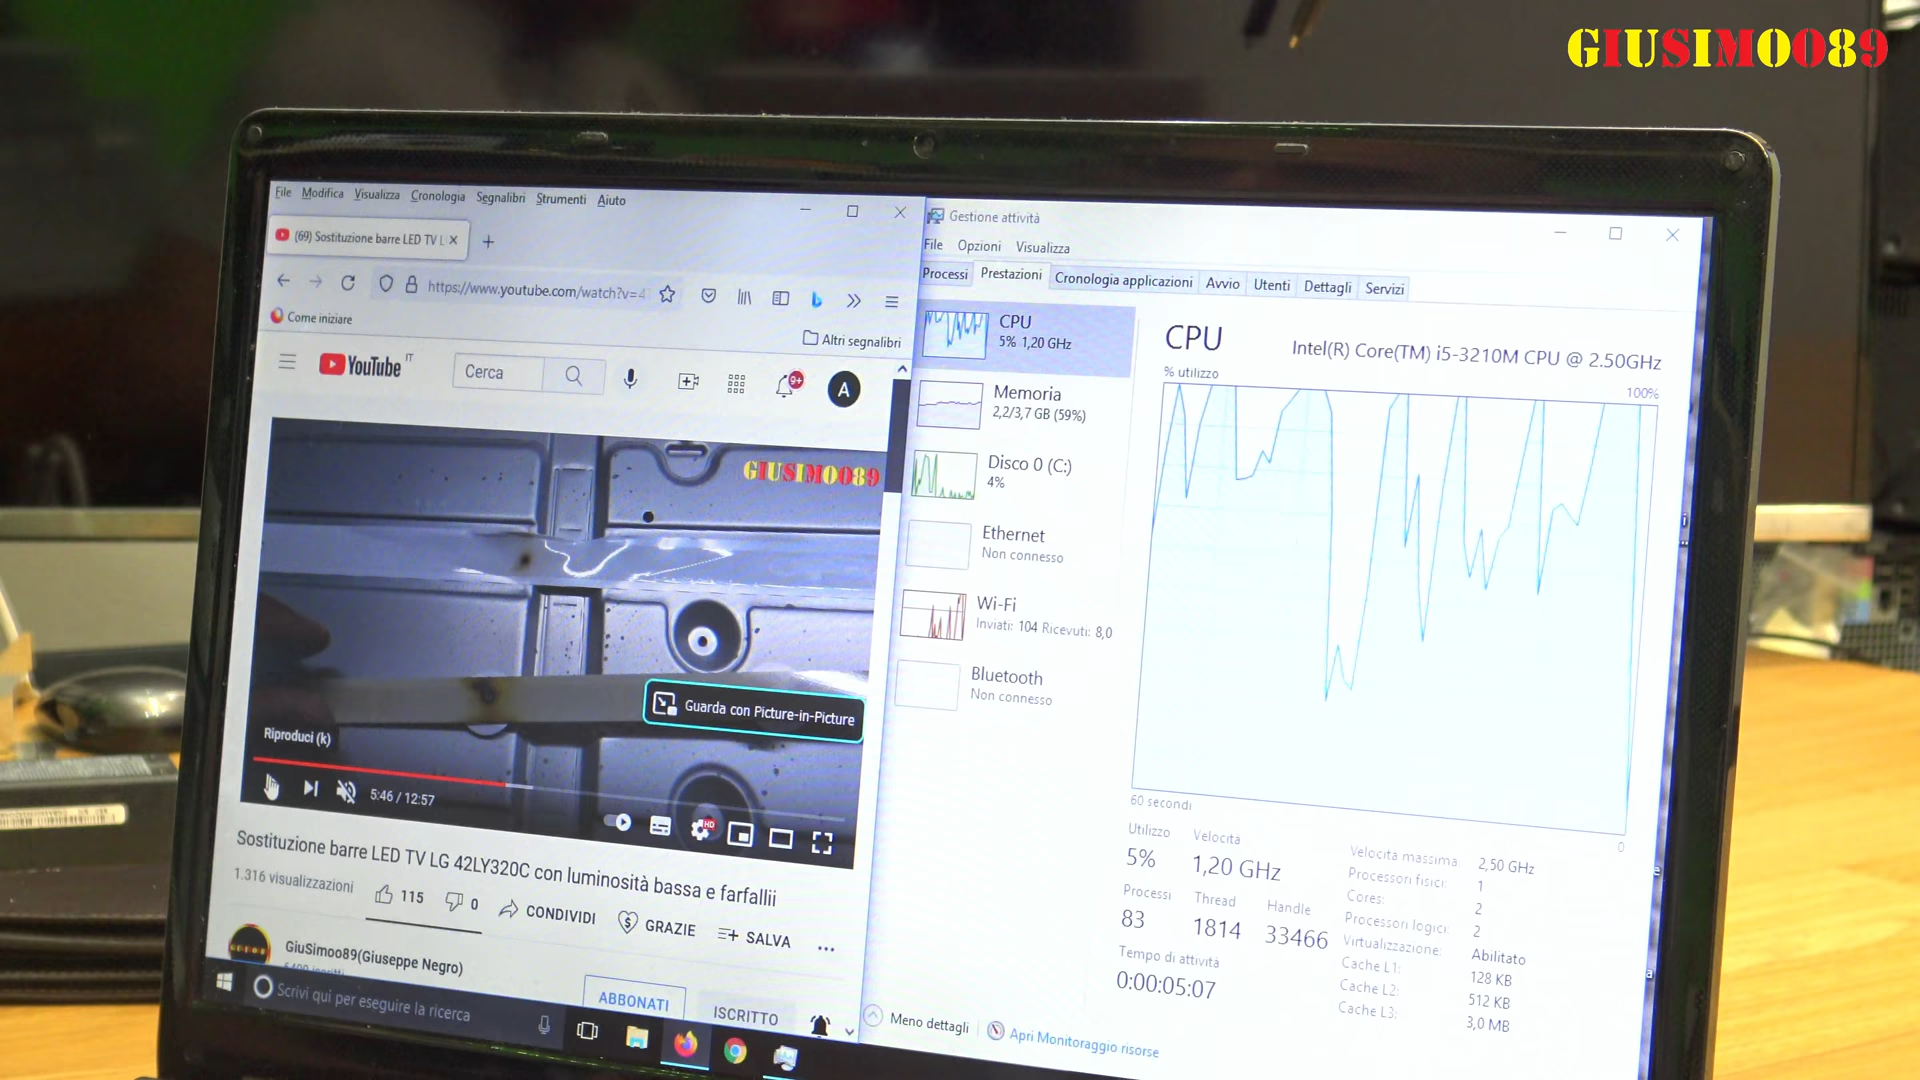 GIUSIMOO89
File Modifica Visualizza Cronologia Segnalibri Strumenti Aiuto
(69) Sostituzione barre LED TV L
https://www.youtube.com/watch?v=4
Come iniziare
Altri segnalibri
YouTube IT
Cerca
9+
A
GIUSIMOO89
Guarda con Picture-in-Picture
Riproduci (k)
5:46 / 12:57
HD
Sostituzione barre LED TV LG 42LY320C con luminosità bassa e farfallii
1.316 visualizzazioni
115
0
CONDIVIDI
GRAZIE
SALVA
GiuSimoo89(Giuseppe Negro)
ABBONATI
ISCRITTO
Scrivi qui per eseguire la ricerca
Gestione attività
File Opzioni Visualizza
Processi Prestazioni Cronologia applicazioni Avvio Utenti Dettagli Servizi
CPU
5% 1,20 GHz
Memoria
2,2/3,7 GB (59%)
Disco 0 (C:)
4%
Ethernet
Non connesso
Wi-Fi
Inviati: 104 Ricevuti: 8,0
Bluetooth
Non connesso
CPU
Intel(R) Core(TM) i5-3210M CPU @ 2.50GHz
% utilizzo
100%
60 secondi
0
Utilizzo
5%
Velocità
1,20 GHz
Processi
83
Thread
1814
Handle
33466
Tempo di attività
0:00:05:07
Velocità massima: 2,50 GHz
Processori fisici: 1
Cores: 2
Processori logici: 2
Virtualizzazione: Abilitato
Cache L1: 128 KB
Cache L2: 512 KB
Cache L3: 3,0 MB
Meno dettagli
Apri Monitoraggio risorse